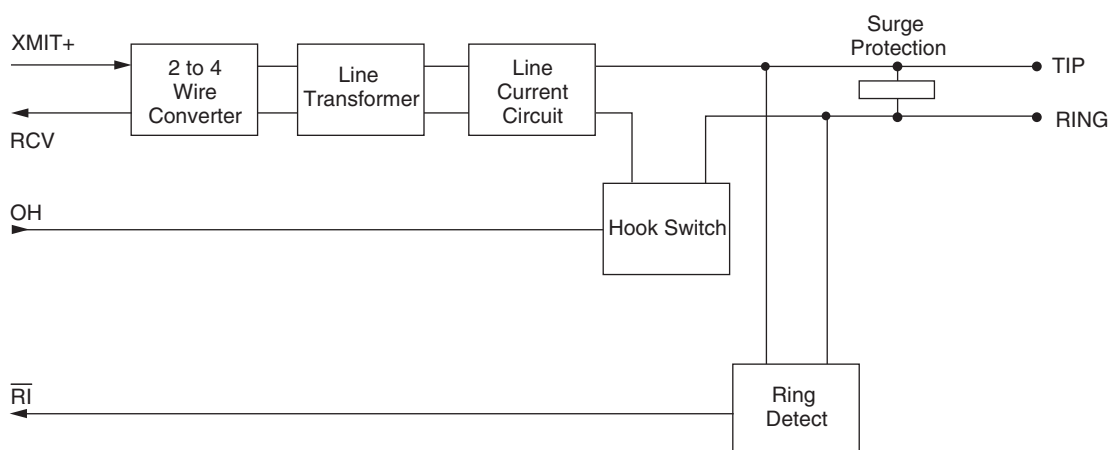 XMIT+
RCV
2 to 4
Wire
Converter
Line
Transformer
Line
Current
Circuit
Surge
Protection
TIP
RING
OH
Hook Switch
RI
Ring
Detect